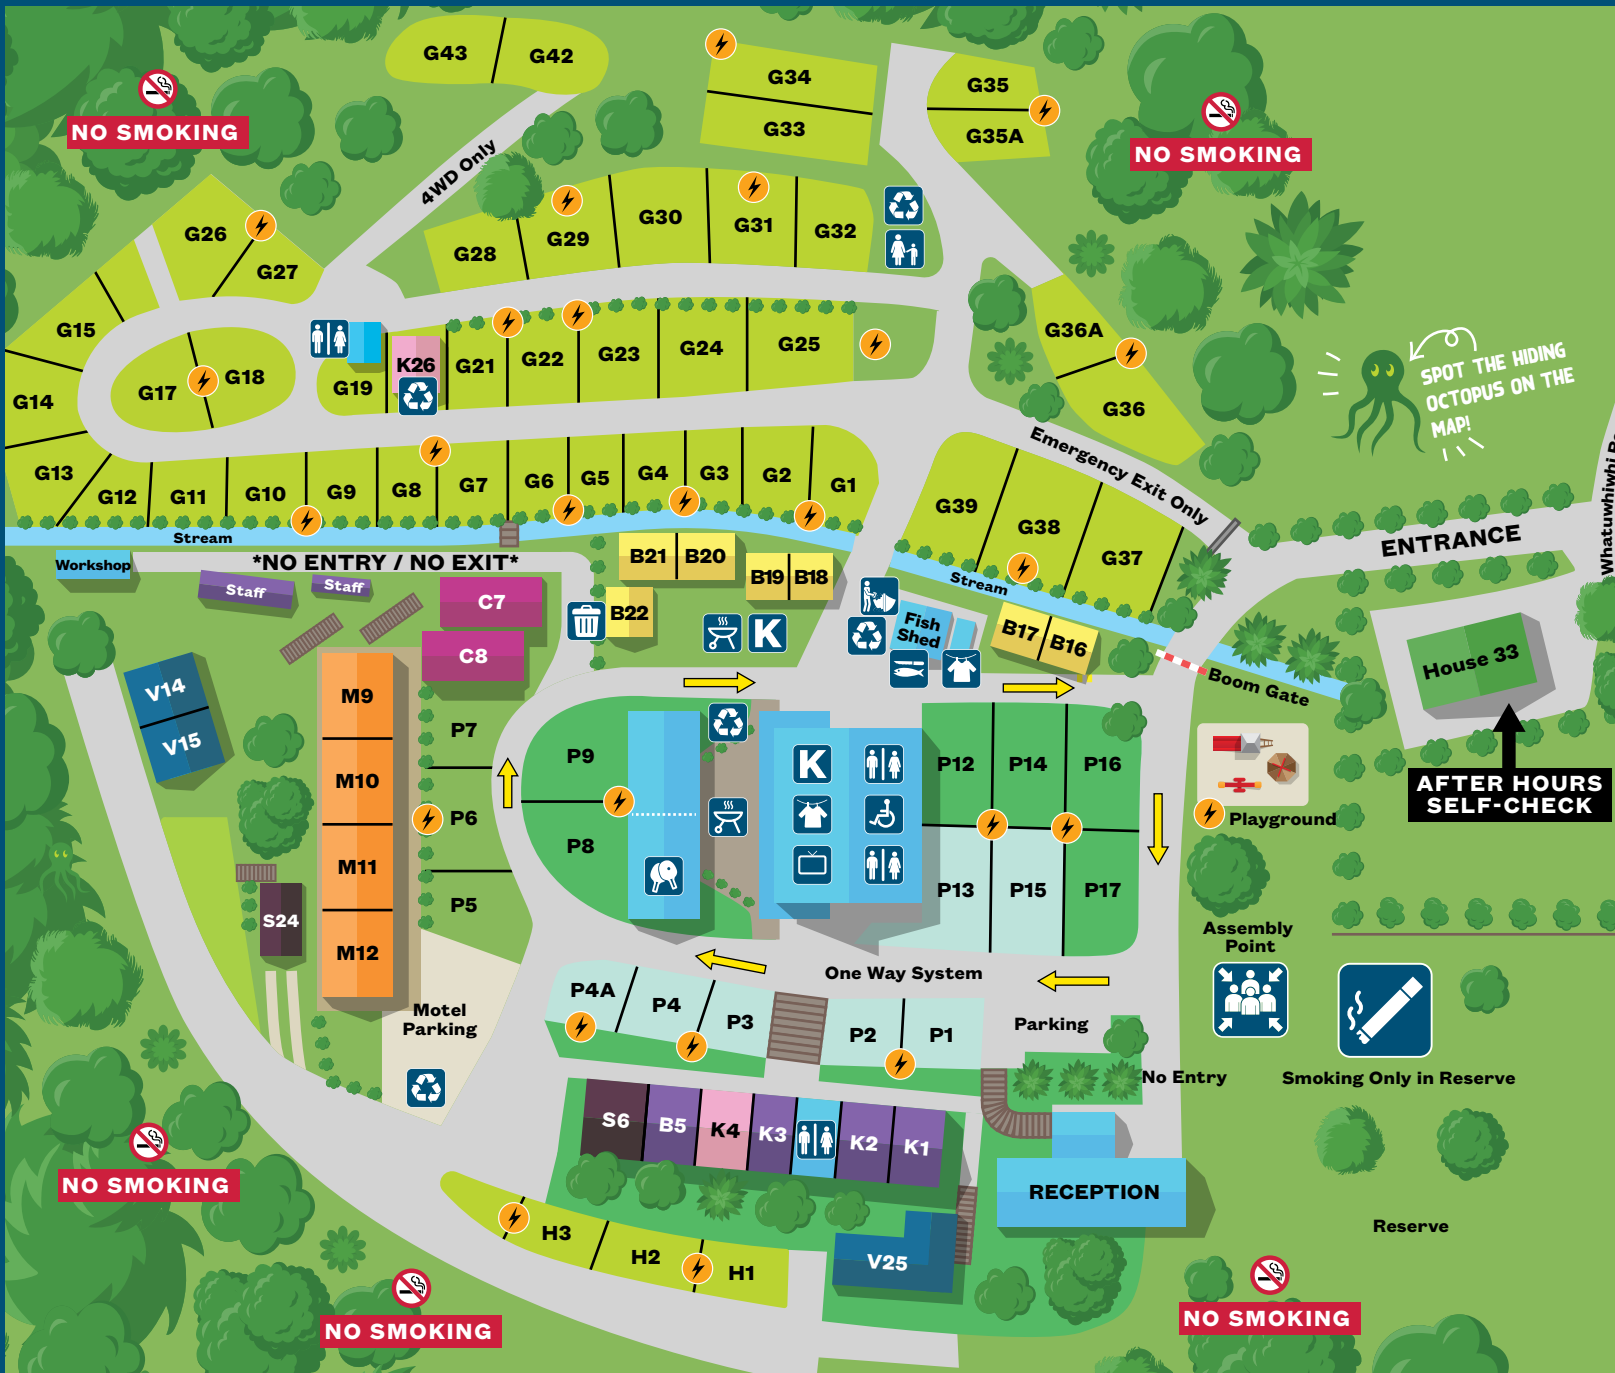 G43
G42
G34
G33
G35
G35A
NO SMOKING
NO SMOKING
4WD Only
G26
G27
G28
G29
G30
G31
G32
G15
G14
G13
G17
G18
G19
K26
G21
G22
G23
G24
G25
G36A
G36
SPOT THE HIDING
OCTOPUS ON THE
MAP!
Emergency Exit Only
G12
G11
G10
G9
G8
G7
G6
G5
G4
G3
G2
G1
G39
G38
G37
Stream
Stream
ENTRANCE
Workshop
*NO ENTRY / NO EXIT*
Staff
Staff
C7
C8
B21
B20
B19
B18
B22
K
Fish
Shed
B17
B16
Boom Gate
House 33
AFTER HOURS
SELF-CHECK
V14
V15
M9
M10
M11
M12
P7
P6
P5
P9
P8
K
P12
P14
P16
P13
P15
P17
Playground
S24
Assembly
Point
Motel
Parking
One Way System
P4A
P4
P3
P2
P1
Parking
No Entry
Smoking Only in Reserve
S6
B5
K4
K3
K2
K1
RECEPTION
Reserve
NO SMOKING
H3
H2
H1
V25
NO SMOKING
NO SMOKING